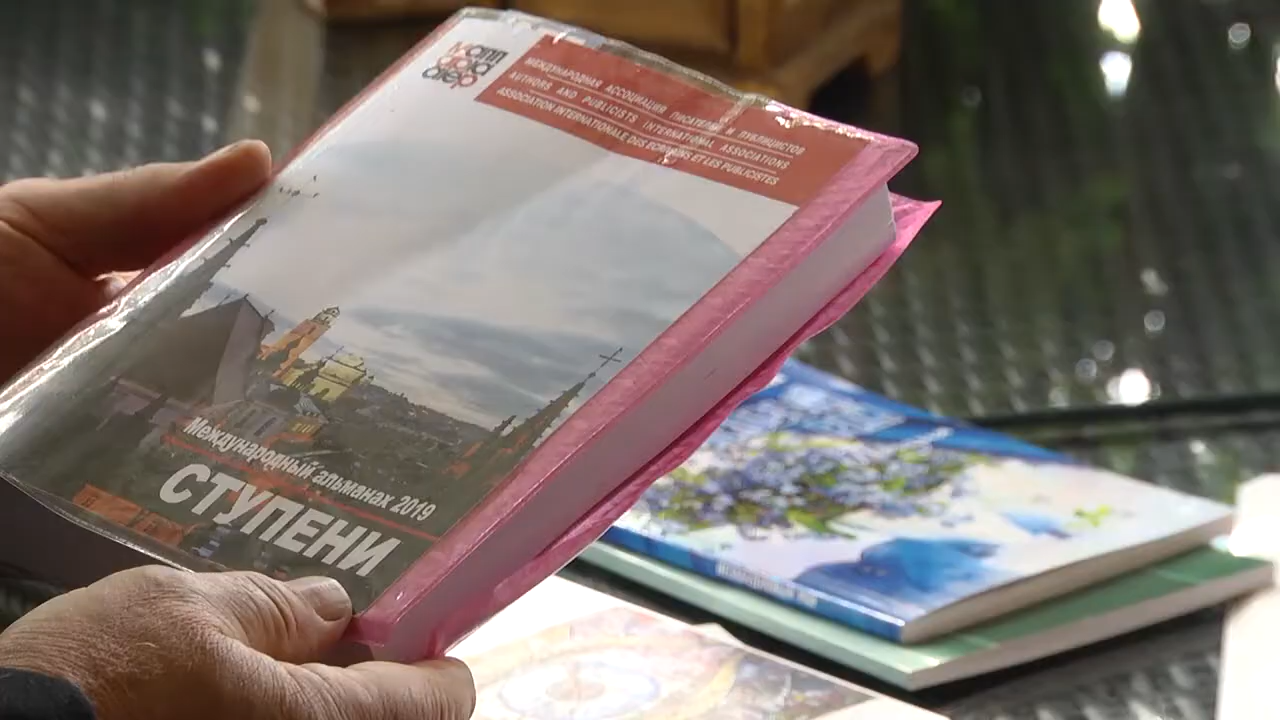 МЕЖДУНАРОДНАЯ АССОЦИАЦИЯ ПИСАТЕЛЕЙ И ПУБЛИЦИСТОВ
AUTHORS AND PUBLICISTS INTERNATIONAL ASSOCIATIONS
ASSOCIATION INTERNATIONALE DES ECRIVAINS ET LES PUBLICISTES
Международный альманах 2019
СТУПЕНИ